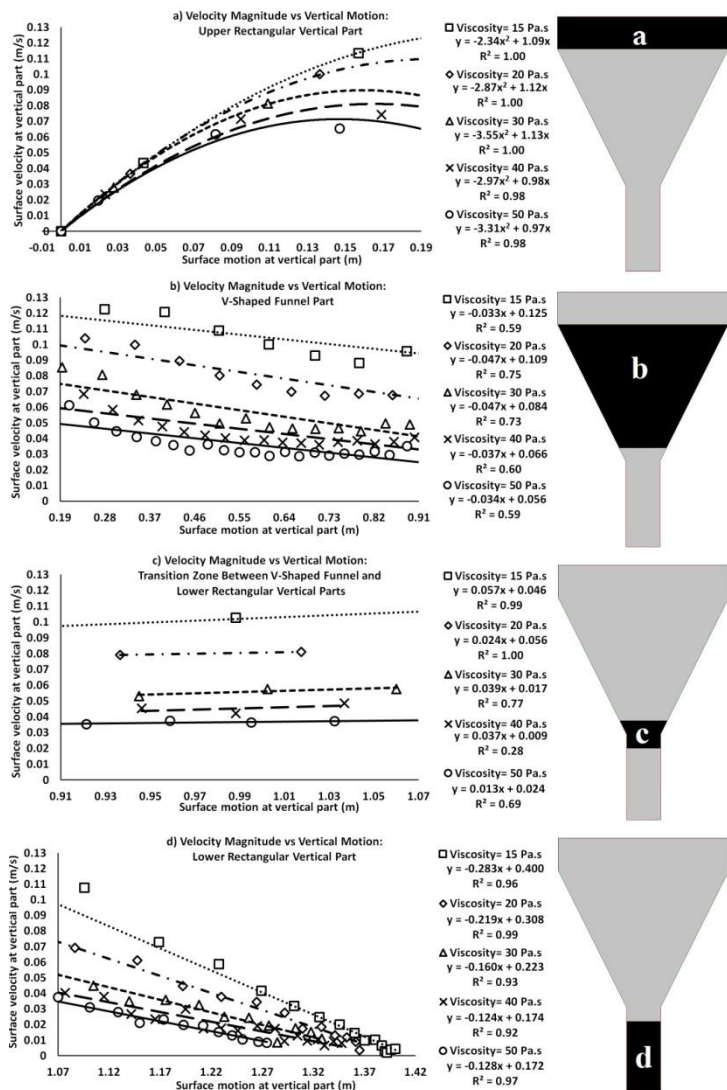 a) Velocity Magnitude vs Vertical Motion:
Upper Rectangular Vertical Part
Surface velocity at vertical part (m/s)
0.13
0.12
0.11
0.1
0.09
0.08
0.07
0.06
0.05
0.04
0.03
0.02
0.01
0
-0.01 0.01 0.03 0.05 0.07 0.09 0.11 0.13 0.15 0.17 0.19
Surface motion at vertical part (m)
Viscosity= 15 Pa.s
y = -2.34x² + 1.09x
R² = 1.00
Viscosity= 20 Pa.s
y = -2.87x² + 1.12x
R² = 1.00
Viscosity= 30 Pa.s
y = -3.55x² + 1.13x
R² = 1.00
Viscosity= 40 Pa.s
y = -2.97x² + 0.98x
R² = 0.98
Viscosity= 50 Pa.s
y = -3.31x² + 0.97x
R² = 0.98
a
b) Velocity Magnitude vs Vertical Motion:
V-Shaped Funnel Part
Surface velocity at vertical part (m/s)
0.13
0.12
0.11
0.1
0.09
0.08
0.07
0.06
0.05
0.04
0.03
0.02
0.01
0
0.19 0.28 0.37 0.46 0.55 0.64 0.73 0.82 0.91
Surface motion at vertical part (m)
Viscosity= 15 Pa.s
y = -0.033x + 0.125
R² = 0.59
Viscosity= 20 Pa.s
y = -0.047x + 0.109
R² = 0.75
Viscosity= 30 Pa.s
y = -0.047x + 0.084
R² = 0.73
Viscosity= 40 Pa.s
y = -0.037x + 0.066
R² = 0.60
Viscosity= 50 Pa.s
y = -0.034x + 0.056
R² = 0.59
b
c) Velocity Magnitude vs Vertical Motion:
Transition Zone Between V-Shaped Funnel and
Lower Rectangular Vertical Parts
Surface velocity at vertical part (m/s)
0.13
0.12
0.11
0.1
0.09
0.08
0.07
0.06
0.05
0.04
0.03
0.02
0.01
0
0.91 0.93 0.95 0.97 0.99 1.01 1.03 1.05 1.07
Surface motion at vertical part (m)
Viscosity= 15 Pa.s
y = 0.057x + 0.046
R² = 0.99
Viscosity= 20 Pa.s
y = 0.024x + 0.056
R² = 1.00
Viscosity= 30 Pa.s
y = 0.039x + 0.017
R² = 0.77
Viscosity= 40 Pa.s
y = 0.037x + 0.009
R² = 0.28
Viscosity= 50 Pa.s
y = 0.013x + 0.024
R² = 0.69
c
d) Velocity Magnitude vs Vertical Motion:
Lower Rectangular Vertical Part
Surface velocity at vertical part (m/s)
0.13
0.12
0.11
0.1
0.09
0.08
0.07
0.06
0.05
0.04
0.03
0.02
0.01
0
1.07 1.12 1.17 1.22 1.27 1.32 1.37 1.42
Surface motion at vertical part (m)
Viscosity= 15 Pa.s
y = -0.283x + 0.400
R² = 0.96
Viscosity= 20 Pa.s
y = -0.219x + 0.308
R² = 0.99
Viscosity= 30 Pa.s
y = -0.160x + 0.223
R² = 0.93
Viscosity= 40 Pa.s
y = -0.124x + 0.174
R² = 0.92
Viscosity= 50 Pa.s
y = -0.128x + 0.172
R² = 0.97
d